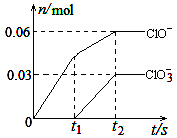 n/mol
0.06
ClO⁻
0.03
ClO₃⁻
0
t₁
t₂
t/s